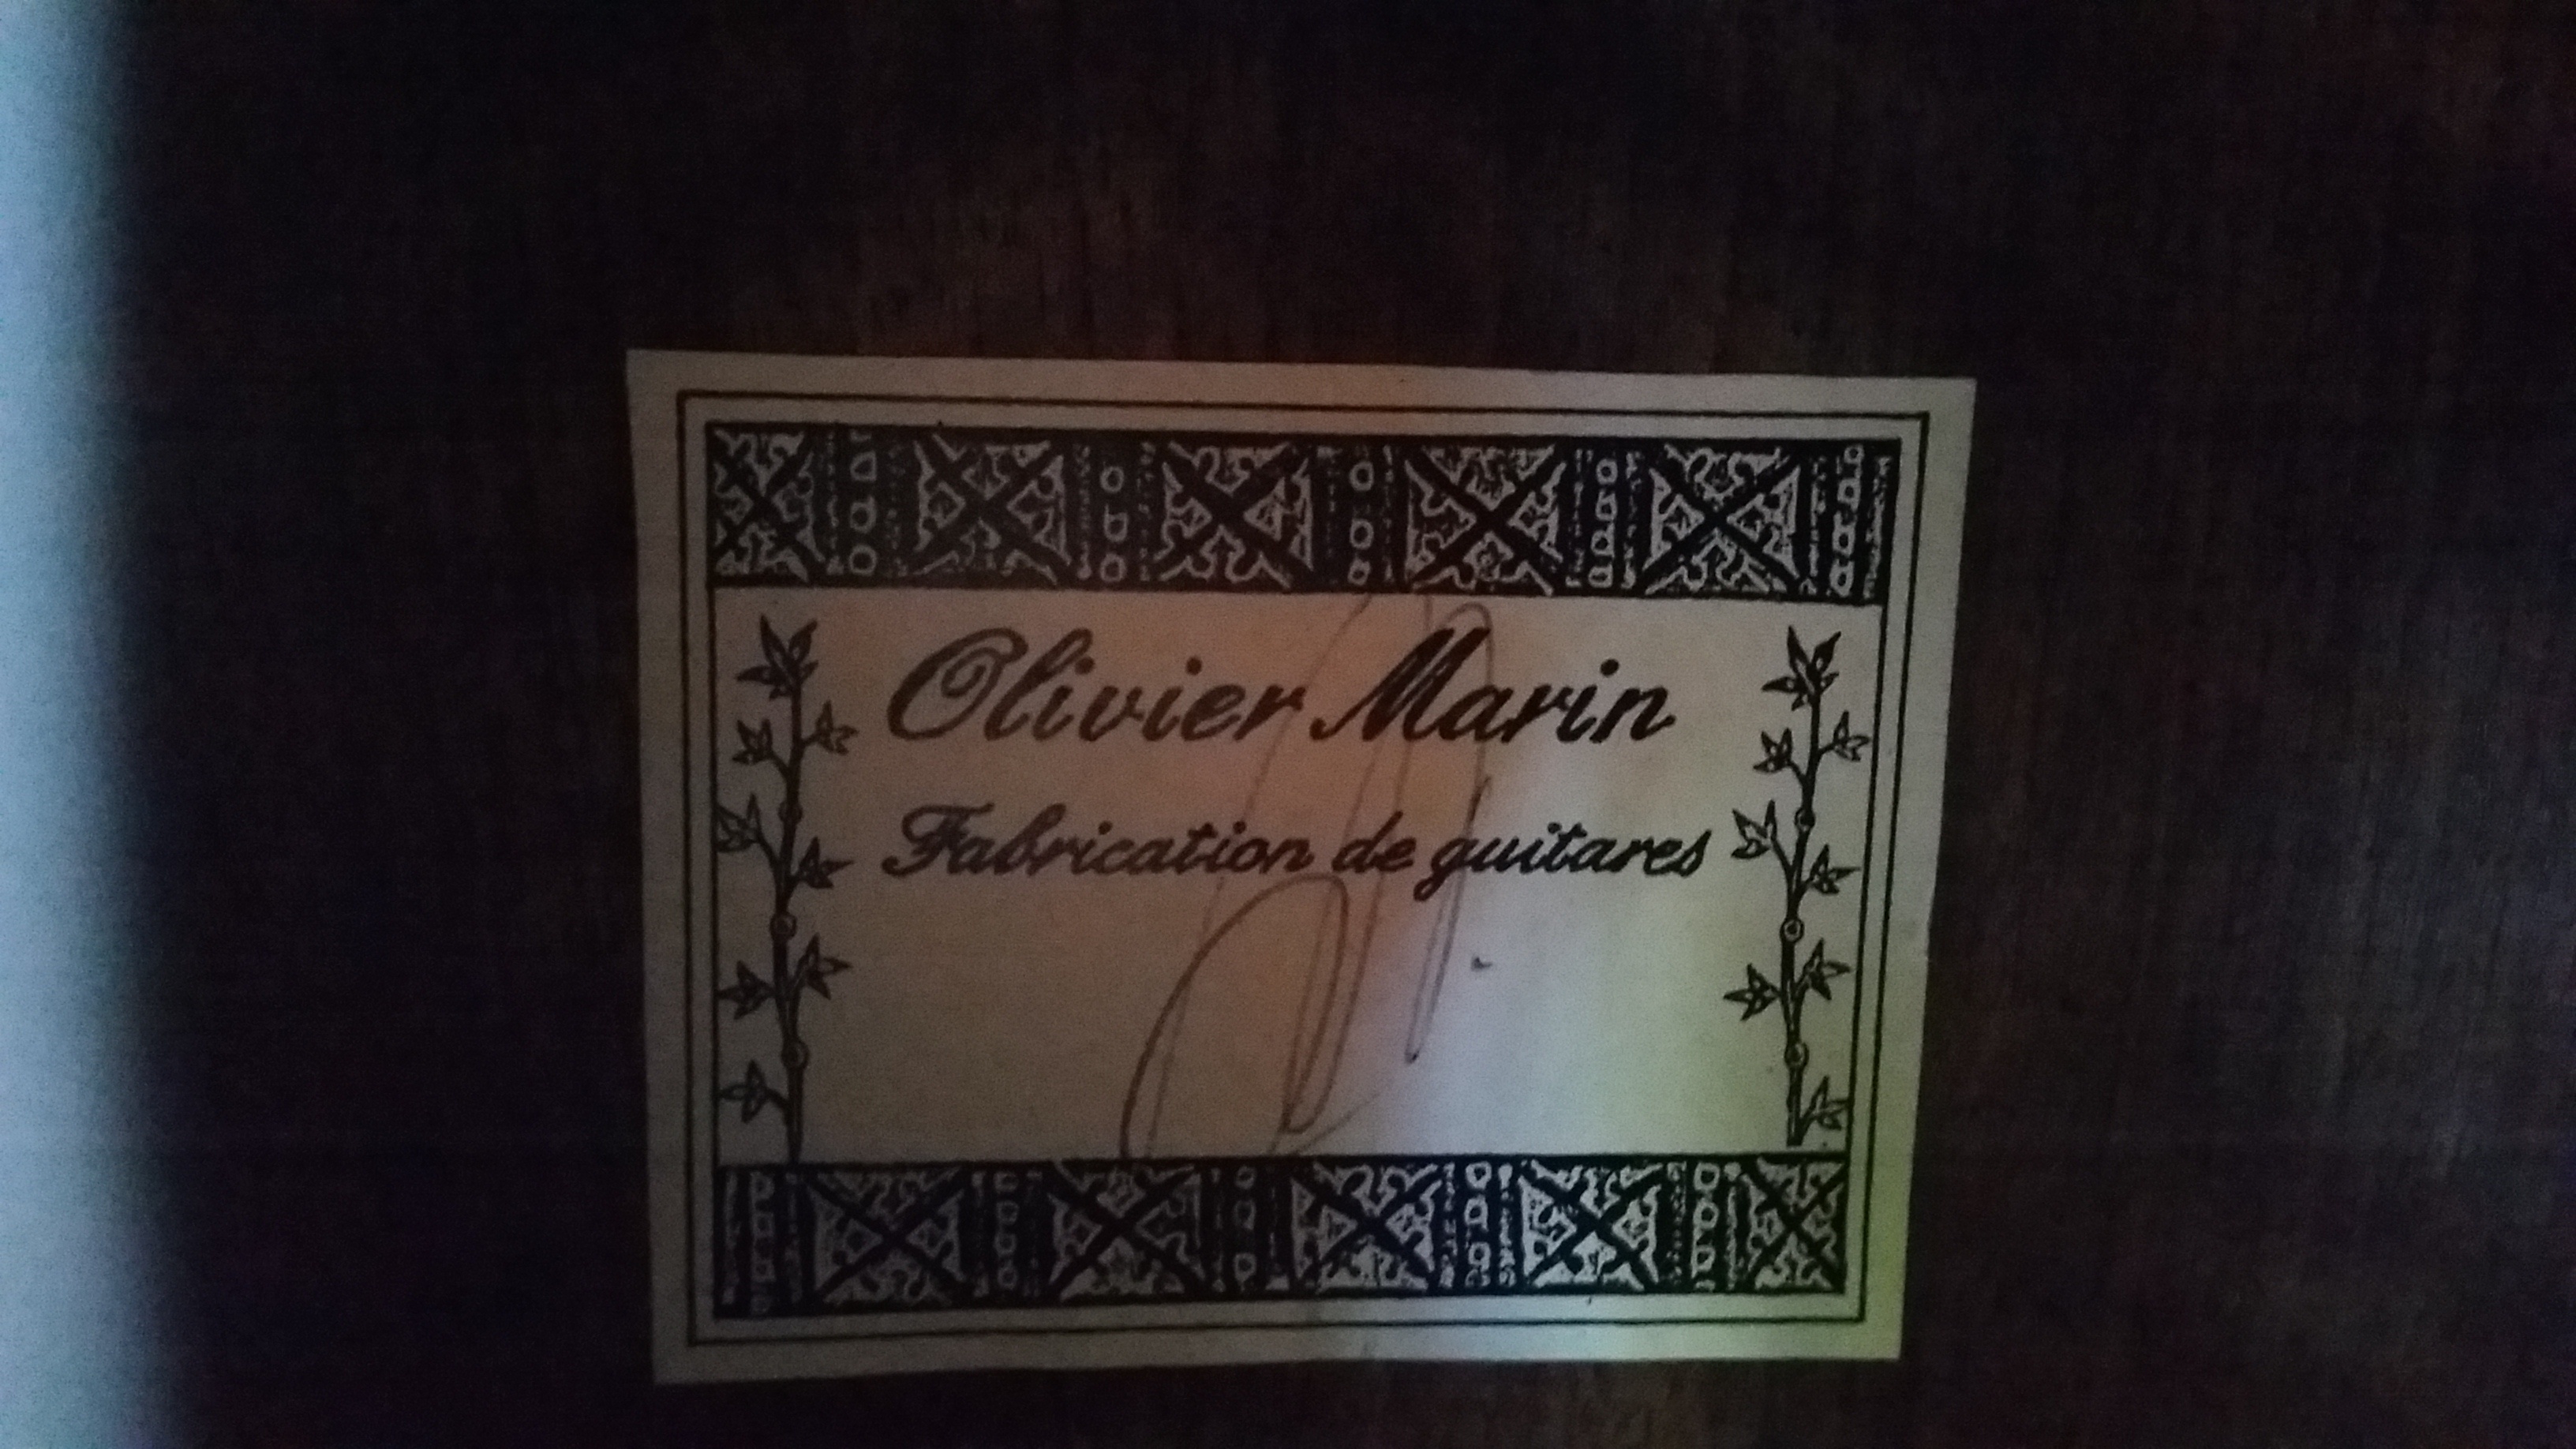 Olivier Marin
Fabrication de guitares